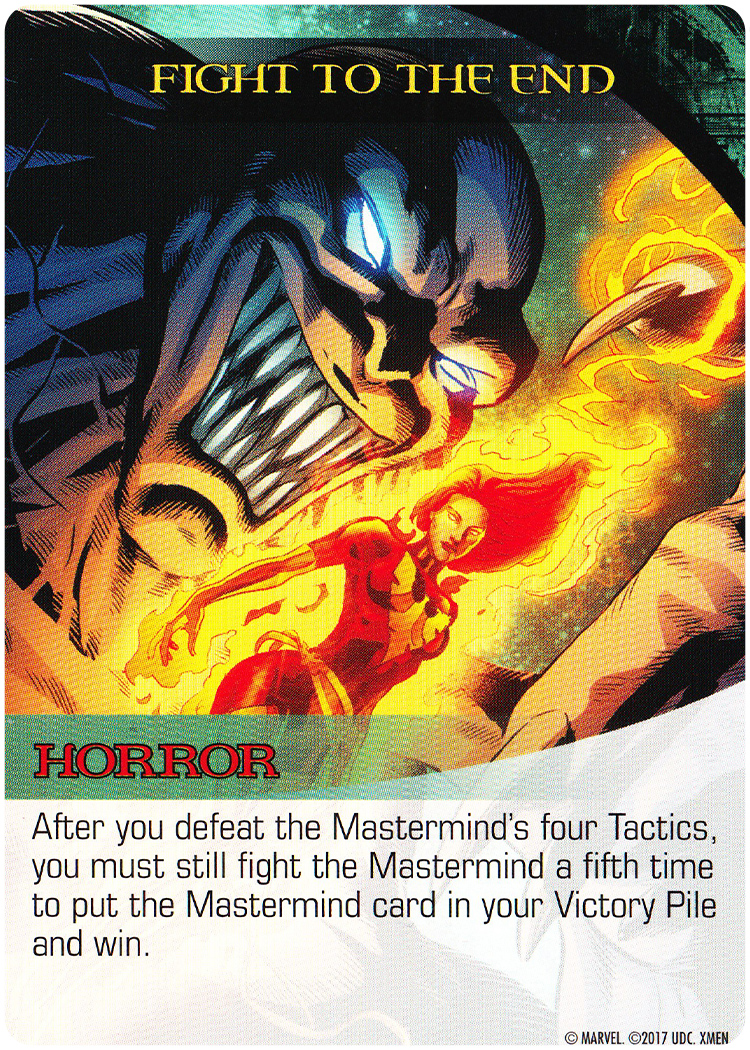 FIGHT TO THE END
HORROR
After you defeat the Mastermind's four Tactics,
you must still fight the Mastermind a fifth time
to put the Mastermind card in your Victory Pile
and win.
© MARVEL. ©2017 UDC. XMEN